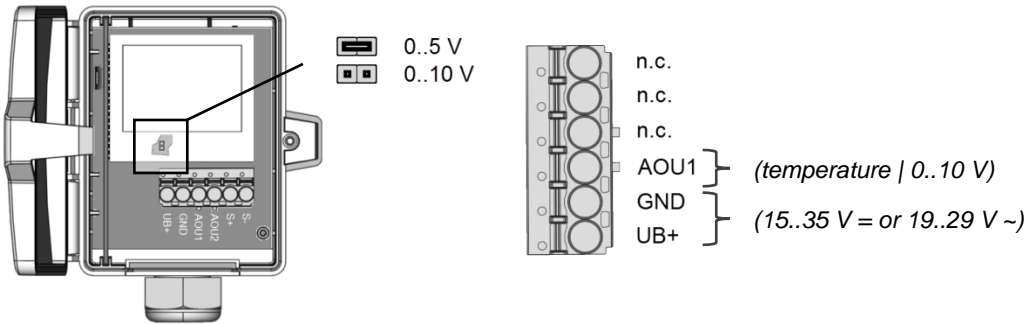 0..5 V
0..10 V
UB+
GND
AOU1
AOU2
S+
S-
n.c.
n.c.
n.c.
AOU1
(temperature | 0..10 V)
GND
UB+
(15..35 V = or 19..29 V ~)